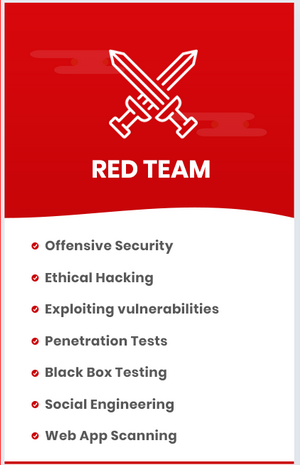 RED TEAM
Offensive Security
Ethical Hacking
Exploiting vulnerabilities
Penetration Tests
Black Box Testing
Social Engineering
Web App Scanning